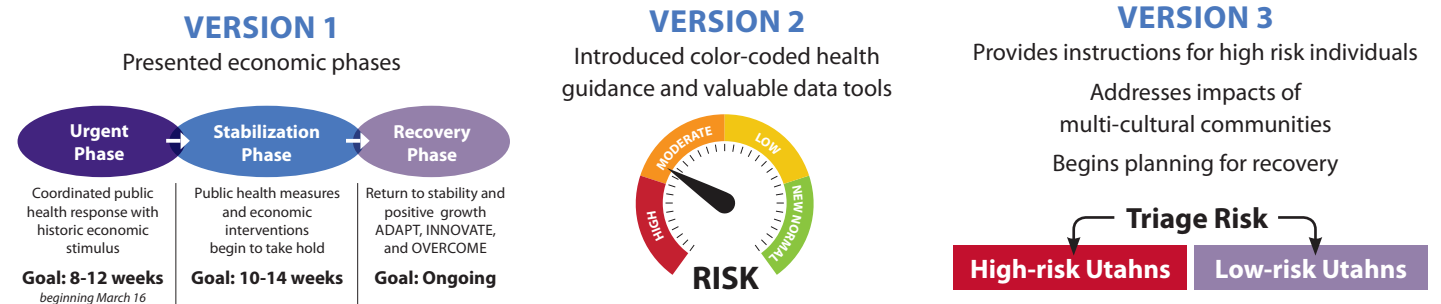 VERSION 1
Presented economic phases
Urgent
Phase
Stabilization
Phase
Recovery
Phase
Coordinated public
health response with
historic economic
stimulus
Goal: 8-12 weeks
beginning March 16
Public health measures
and economic
interventions
begin to take hold
Goal: 10-14 weeks
Return to stability and
positive growth
ADAPT, INNOVATE,
and OVERCOME
Goal: Ongoing
VERSION 2
Introduced color-coded health
guidance and valuable data tools
HIGH
MODERATE
LOW
NEW NORMAL
RISK
VERSION 3
Provides instructions for high risk individuals
Addresses impacts of
multi-cultural communities
Begins planning for recovery
Triage Risk
High-risk Utahns
Low-risk Utahns